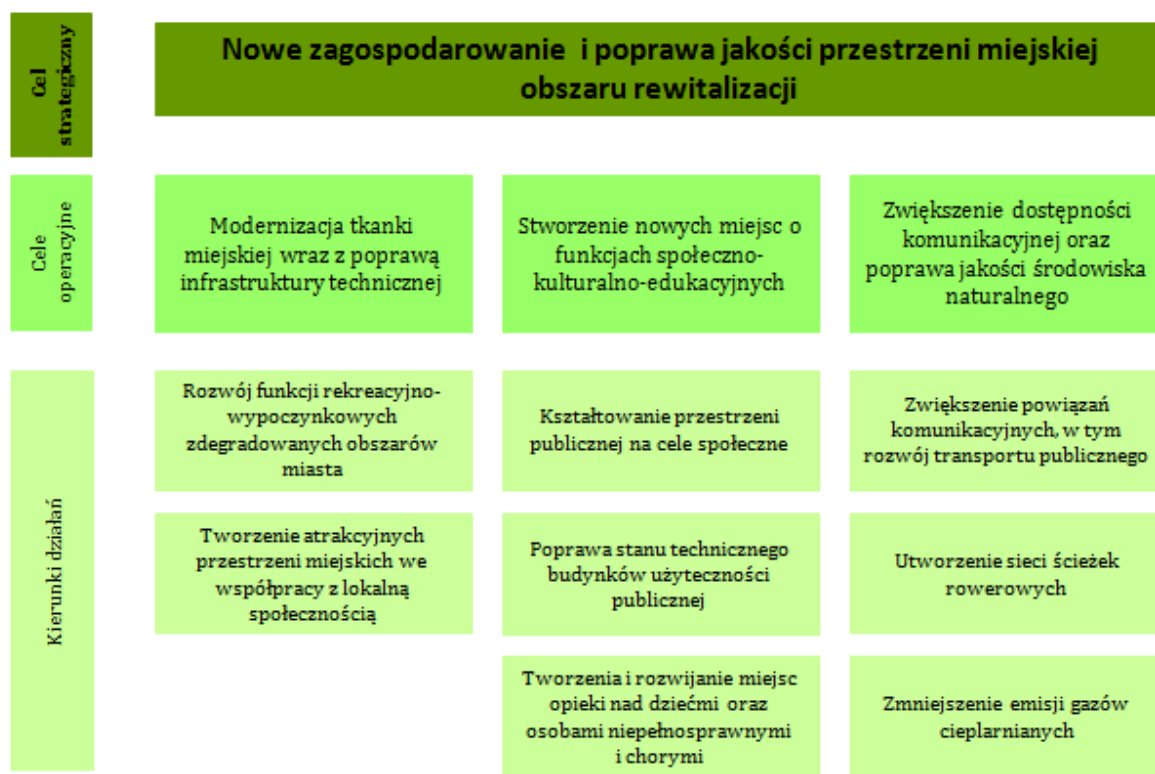 Cel
strategiczny
Nowe zagospodarowanie i poprawa jakości przestrzeni miejskiej
obszaru rewitalizacji
Cele
operacyjne
Modernizacja tkanki
miejskiej wraz z poprawą
infrastruktury technicznej
Stworzenie nowych miejsc o
funkcjach społeczno-
kulturalno-edukacyjnych
Zwiększenie dostępności
komunikacyjnej oraz
poprawa jakości środowiska
naturalnego
Kierunki działań
Rozwój funkcji rekreacyjno-
wypoczynkowych
zdegradowanych obszarów
miasta
Kształtowanie przestrzeni
publicznej na cele społeczne
Zwiększenie powiązań
komunikacyjnych, w tym
rozwój transportu publicznego
Tworzenie atrakcyjnych
przestrzeni miejskich we
współpracy z lokalną
społecznością
Poprawa stanu technicznego
budynków użyteczności
publicznej
Utworzenie sieci ścieżek
rowerowych
Tworzenia i rozwijanie miejsc
opieki nad dziećmi oraz
osobami niepełnosprawnymi
i chorymi
Zmniejszenie emisji gazów
cieplarnianych